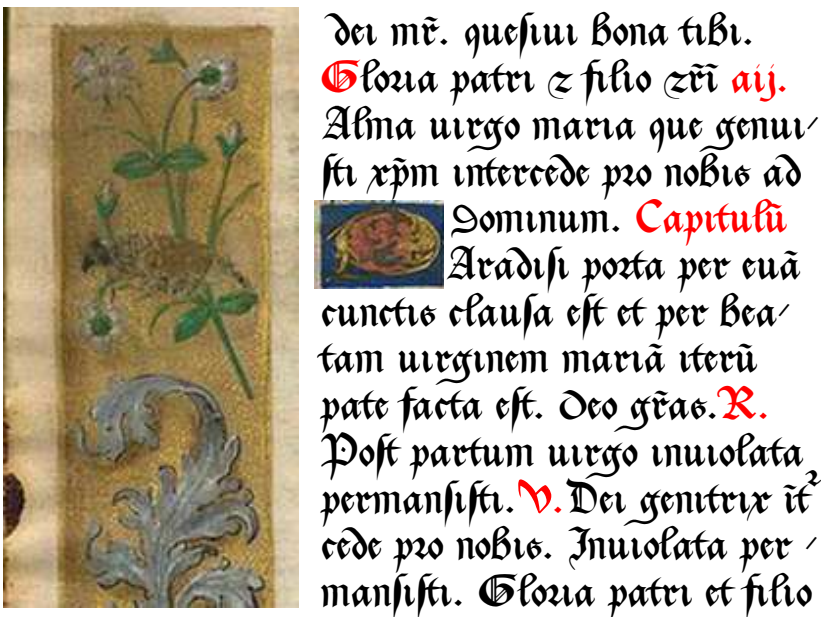 dei mr̃. quesiui bona tibi.
Gloria patri ⁊ filio ⁊r̃ĩ aij.
Alma uirgo maria que genui⸍
sti xp̃m intercede pro nobis ad
dominum. Capitulũ
Aradisi porta per euã
cunctis clausa est et per bea⸍
tam uirginem mariã iterũ
pate facta est. Deo gr̃as. R.
Post partum uirgo inuiolata
permansisti. V. Dei genitrix ĩt̉
cede pro nobis. Inuiolata per ⸍
mansisti. Gloria patri et filio